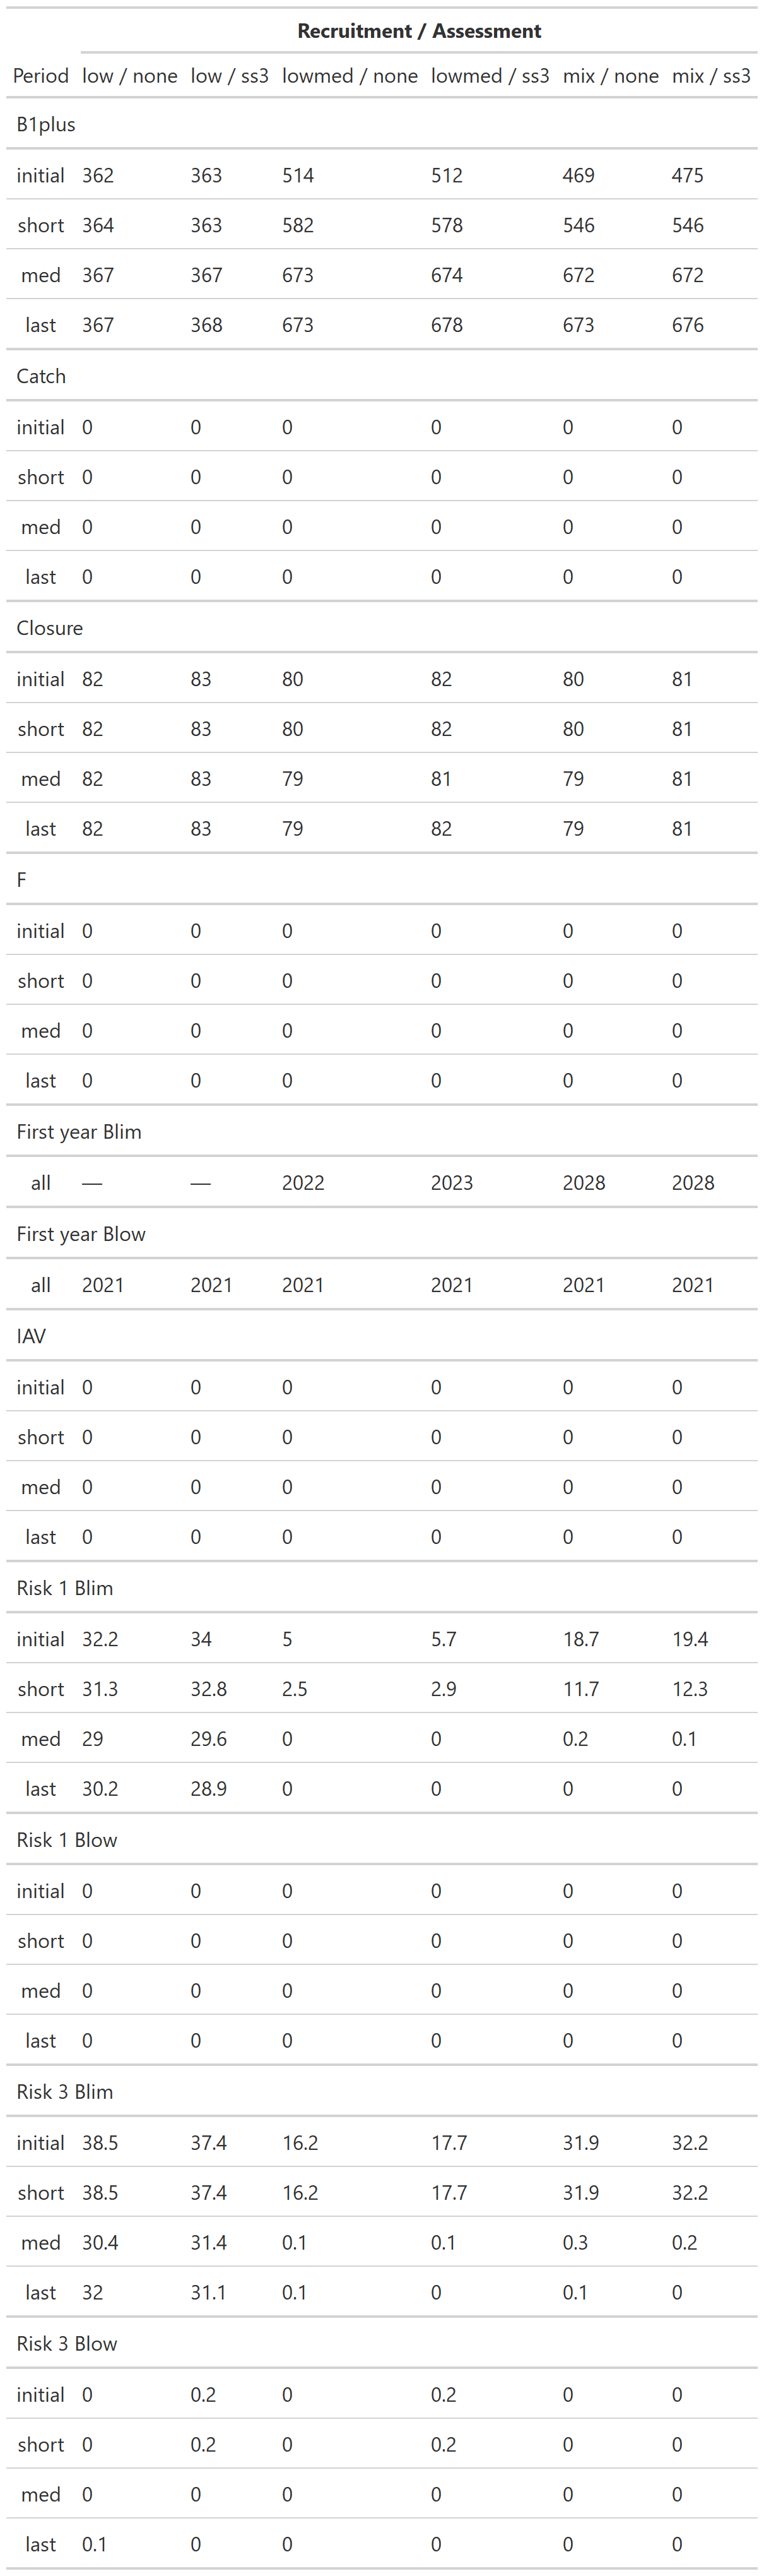 Recruitment / Assessment
Period low / none low / ss3 lowmed / none lowmed / ss3 mix / none mix / ss3
B1plus
initial 362 363 514 512 469 475
short 364 363 582 578 546 546
med 367 367 673 674 672 672
last 367 368 673 678 673 676
Catch
initial 0 0 0 0 0 0
short 0 0 0 0 0 0
med 0 0 0 0 0 0
last 0 0 0 0 0 0
Closure
initial 82 83 80 82 80 81
short 82 83 80 82 80 81
med 82 83 79 81 79 81
last 82 83 79 82 79 81
F
initial 0 0 0 0 0 0
short 0 0 0 0 0 0
med 0 0 0 0 0 0
last 0 0 0 0 0 0
First year Blim
all — — 2022 2023 2028 2028
First year Blow
all 2021 2021 2021 2021 2021 2021
IAV
initial 0 0 0 0 0 0
short 0 0 0 0 0 0
med 0 0 0 0 0 0
last 0 0 0 0 0 0
Risk 1 Blim
initial 32.2 34 5 5.7 18.7 19.4
short 31.3 32.8 2.5 2.9 11.7 12.3
med 29 29.6 0 0 0.2 0.1
last 30.2 28.9 0 0 0 0
Risk 1 Blow
initial 0 0 0 0 0 0
short 0 0 0 0 0 0
med 0 0 0 0 0 0
last 0 0 0 0 0 0
Risk 3 Blim
initial 38.5 37.4 16.2 17.7 31.9 32.2
short 38.5 37.4 16.2 17.7 31.9 32.2
med 30.4 31.4 0.1 0.1 0.3 0.2
last 32 31.1 0.1 0 0.1 0
Risk 3 Blow
initial 0 0.2 0 0.2 0 0
short 0 0.2 0 0.2 0 0
med 0 0 0 0 0 0
last 0.1 0 0 0 0 0